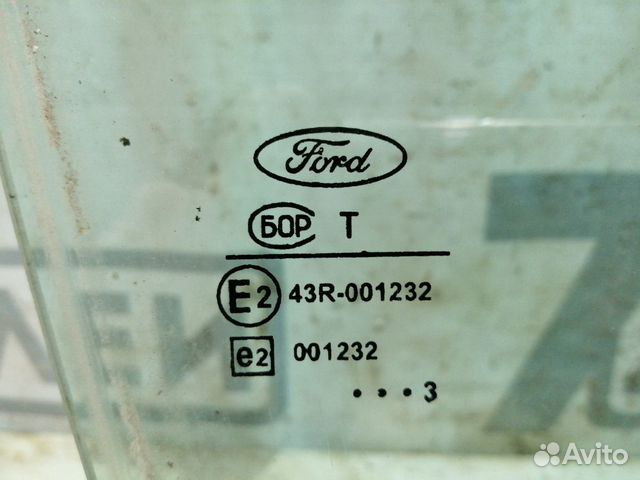 Ford
БОР T
E2 43R-001232
e2 001232
• • • 3
Avito